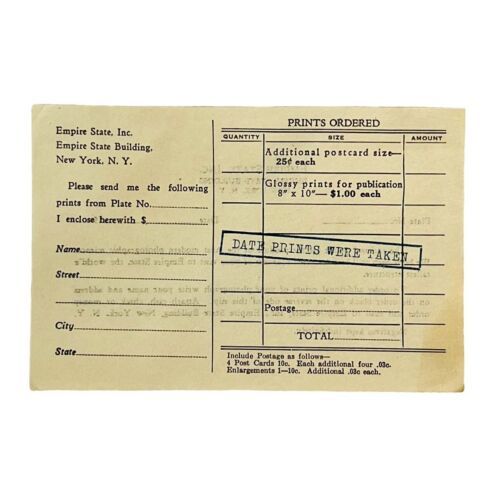 Empire State, Inc.
Empire State Building,
New York, N. Y.
Please send me the following
prints from Plate No.
I enclose herewith $
Name
Street
City
State
PRINTS ORDERED
QUANTITY SIZE AMOUNT
Additional postcard size—
25¢ each
Glossy prints for publication
8" x 10"—$1.00 each
DATE PRINTS WERE TAKEN
Postage
TOTAL
Include Postage as follows—
4 Post Cards 10c. Each additional four .03c.
Enlargements 1—10c. Additional .03c each.